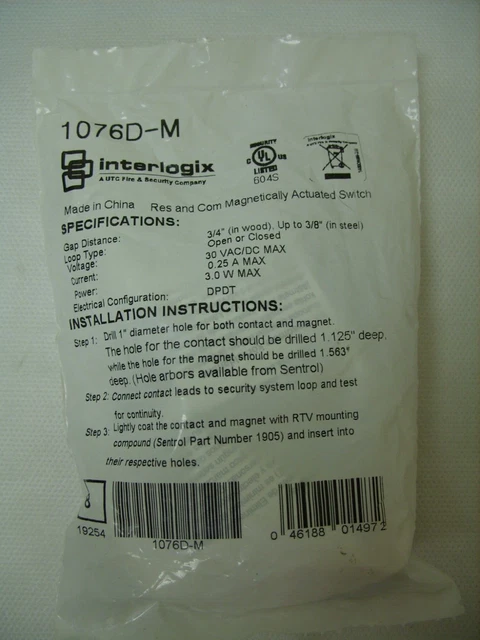 1076D-M
interlogix
A UTC Fire & Security Company
SECURITY
C UL US
LISTED
604S
interlogix
Made in China Res and Com Magnetically Actuated Switch
SPECIFICATIONS:
Gap Distance: 3/4" (in wood). Up to 3/8" (in steel)
Loop Type: Open or Closed
Voltage: 30 VAC/DC MAX
Current: 0.25 A MAX
Power: 3.0 W MAX
Electrical Configuration: DPDT
INSTALLATION INSTRUCTIONS:
Step 1: Drill 1" diameter hole for both contact and magnet.
The hole for the contact should be drilled 1.125" deep.
while the hole for the magnet should be drilled 1.563"
deep. (Hole arbors available from Sentrol)
Step 2: Connect contact leads to security system loop and test
for continuity.
Step 3: Lightly coat the contact and magnet with RTV mounting
compound (Sentrol Part Number 1905) and insert into
their respective holes.
19254
1076D-M
0 46188 01497 2